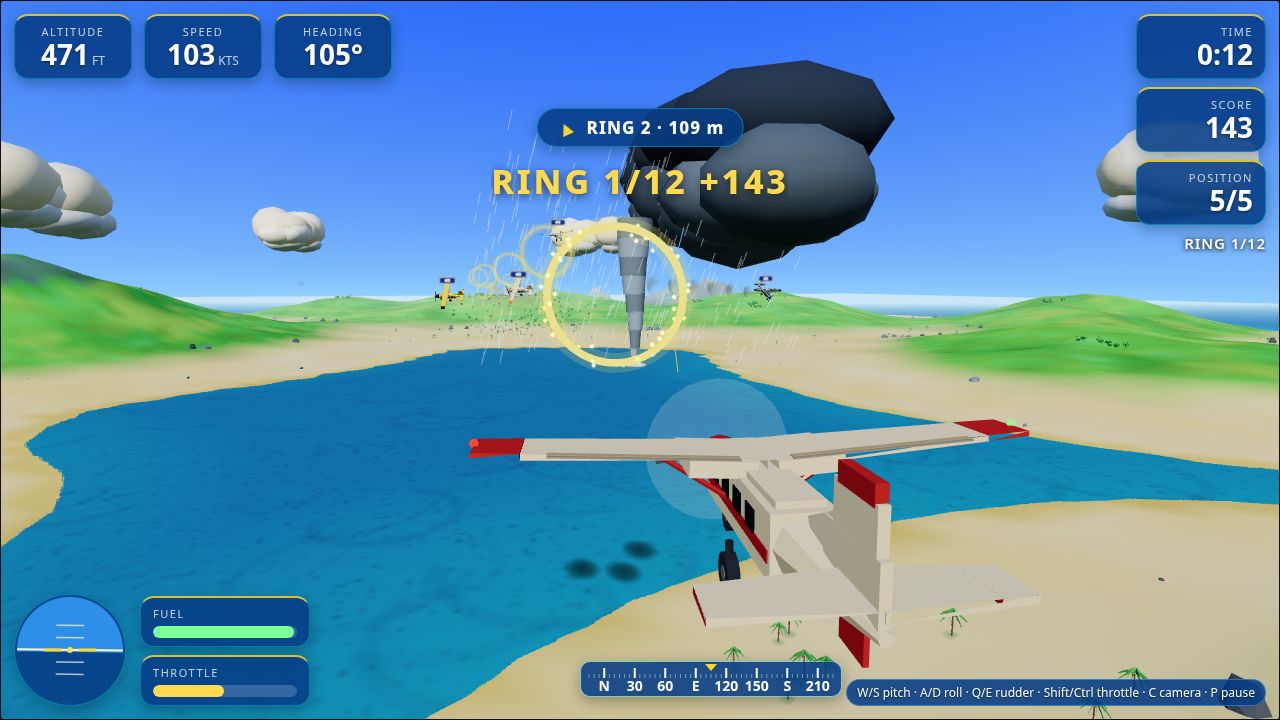 ALTITUDE
471 FT
SPEED
103 KTS
HEADING
105°
TIME
0:12
SCORE
143
POSITION
5/5
RING 1/12
RING 2 · 109 m
RING 1/12 +143
FUEL
THROTTLE
N 30 60 E 120 150 S 210
W/S pitch · A/D roll · Q/E rudder · Shift/Ctrl throttle · C camera · P pause